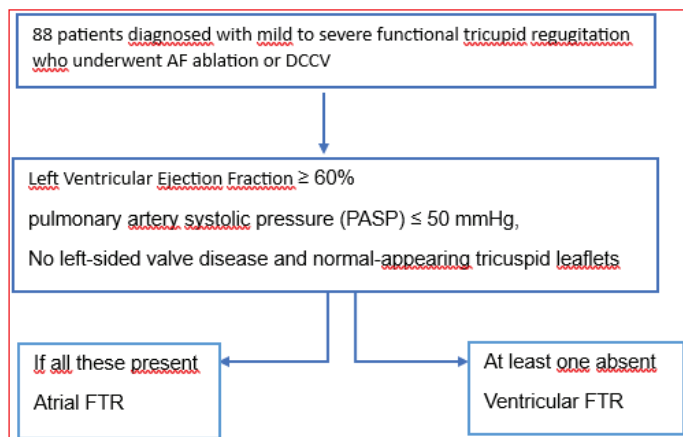 88 patients diagnosed with mild to severe functional tricupid regugitation
who underwent AF ablation or DCCV
Left Ventricular Ejection Fraction ≥ 60%
pulmonary artery systolic pressure (PASP) ≤ 50 mmHg,
No left-sided valve disease and normal-appearing tricuspid leaflets
If all these present
Atrial FTR
At least one absent
Ventricular FTR